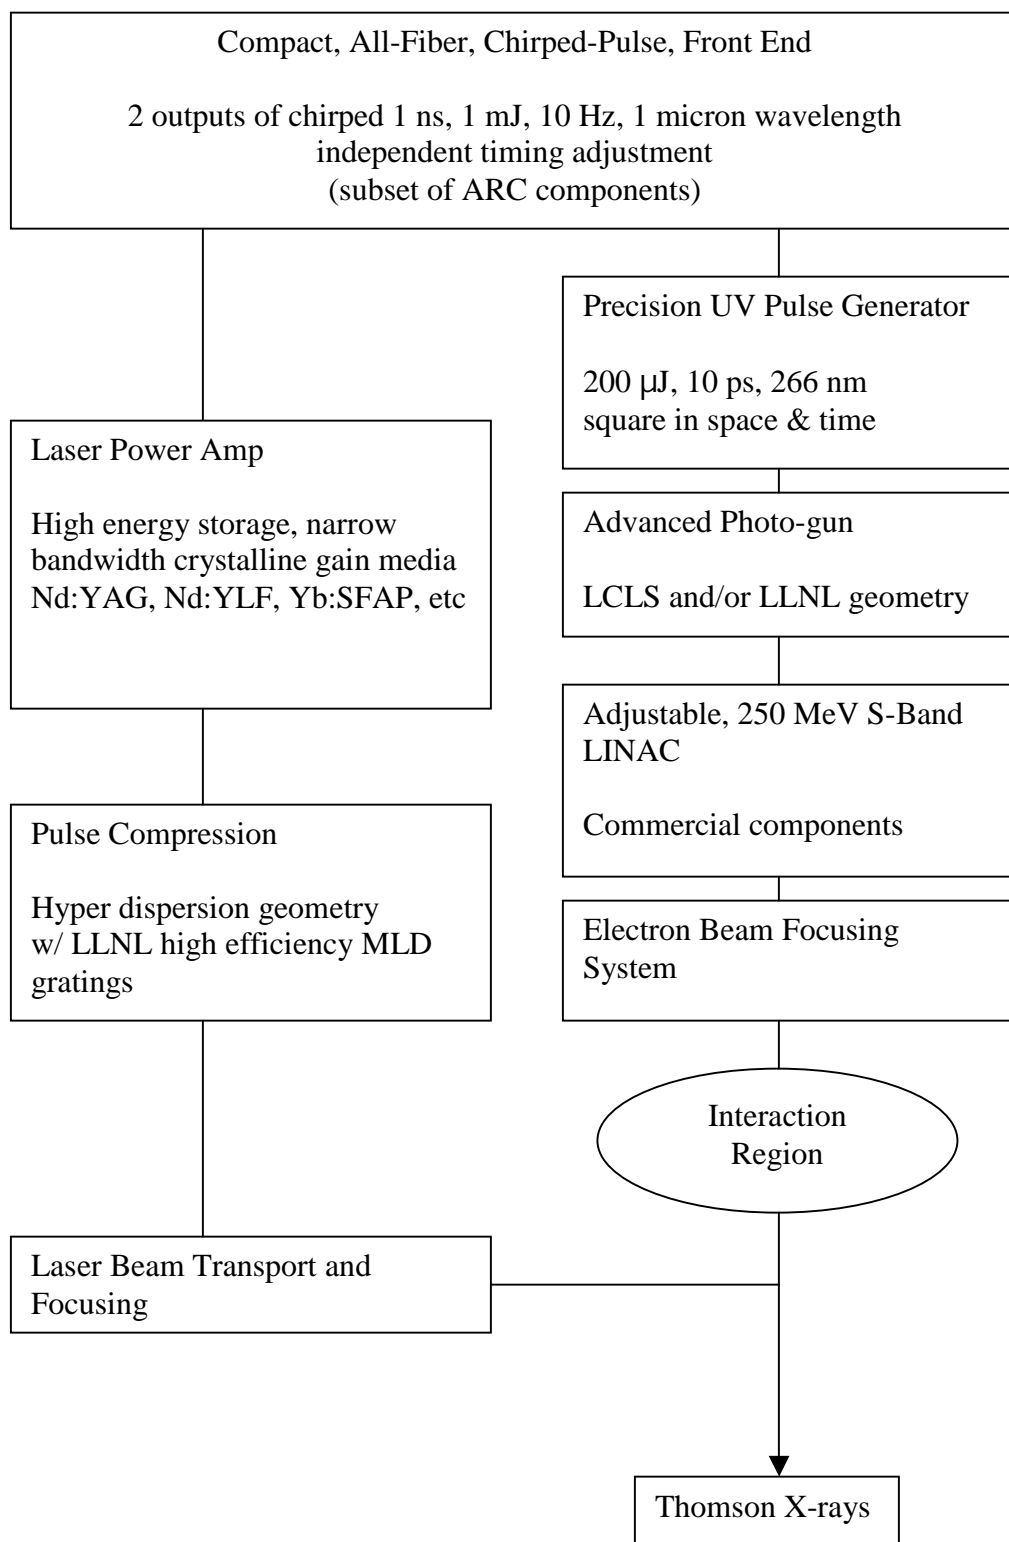 Compact, All-Fiber, Chirped-Pulse, Front End
2 outputs of chirped 1 ns, 1 mJ, 10 Hz, 1 micron wavelength
independent timing adjustment
(subset of ARC components)
Precision UV Pulse Generator
200 µJ, 10 ps, 266 nm
square in space & time
Laser Power Amp
High energy storage, narrow
bandwidth crystalline gain media
Nd:YAG, Nd:YLF, Yb:SFAP, etc
Advanced Photo-gun
LCLS and/or LLNL geometry
Adjustable, 250 MeV S-Band
LINAC
Commercial components
Pulse Compression
Hyper dispersion geometry
w/ LLNL high efficiency MLD
gratings
Electron Beam Focusing
System
Interaction
Region
Laser Beam Transport and
Focusing
Thomson X-rays